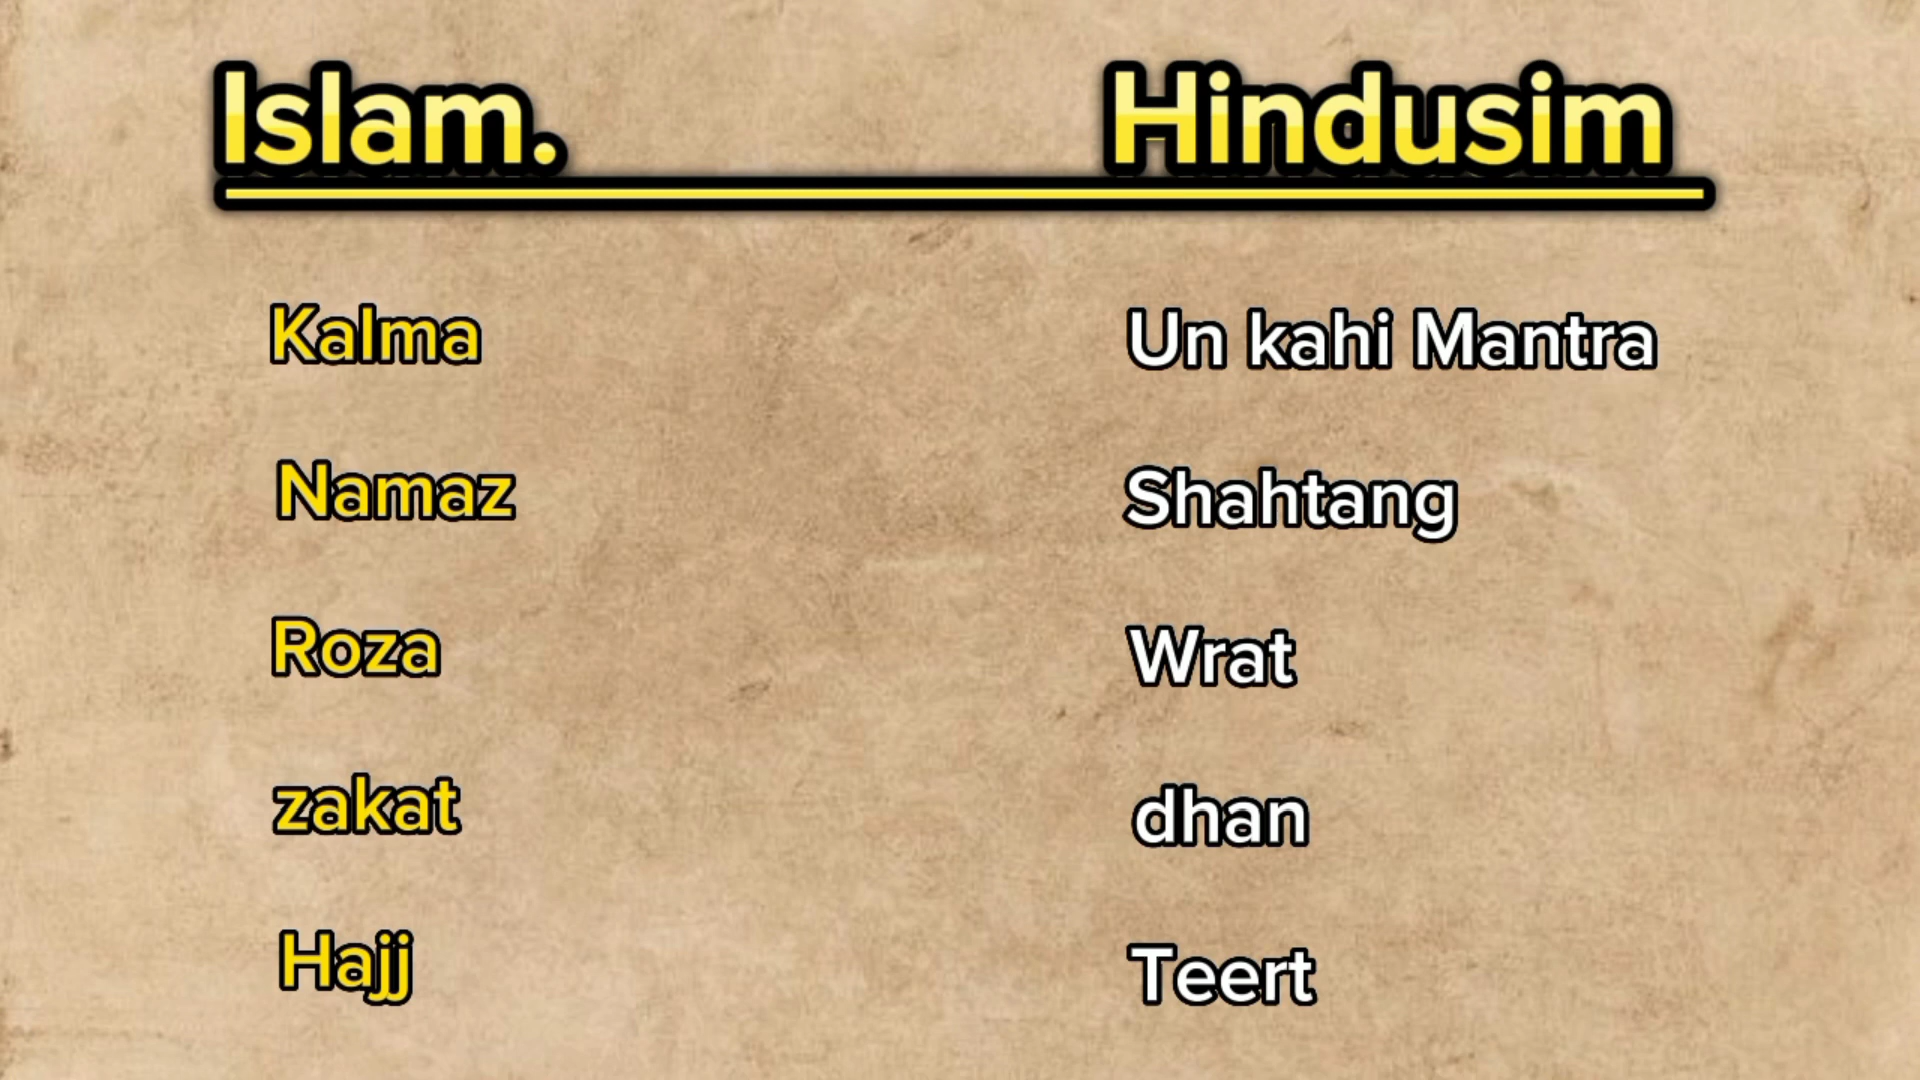 Islam. Hindusim
Kalma Un kahi Mantra
Namaz Shahtang
Roza Wrat
zakat dhan
Hajj Teert